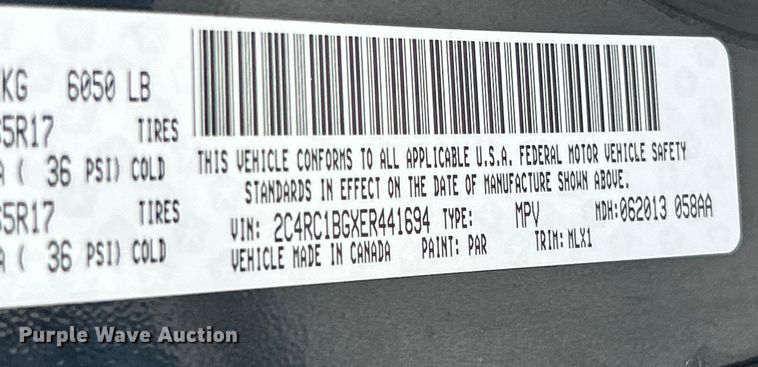 KG 6050 LB
5R17 TIRES
( 36 PSI) COLD
5R17 TIRES
( 36 PSI) COLD
THIS VEHICLE CONFORMS TO ALL APPLICABLE U.S.A. FEDERAL MOTOR VEHICLE SAFETY
STANDARDS IN EFFECT ON THE DATE OF MANUFACTURE SHOWN ABOVE.
VIN: 2C4RC1BGXER441694 TYPE: MPV MDH:062013 058AA
VEHICLE MADE IN CANADA PAINT: PAR TRIM: MLX1
Purple Wave Auction